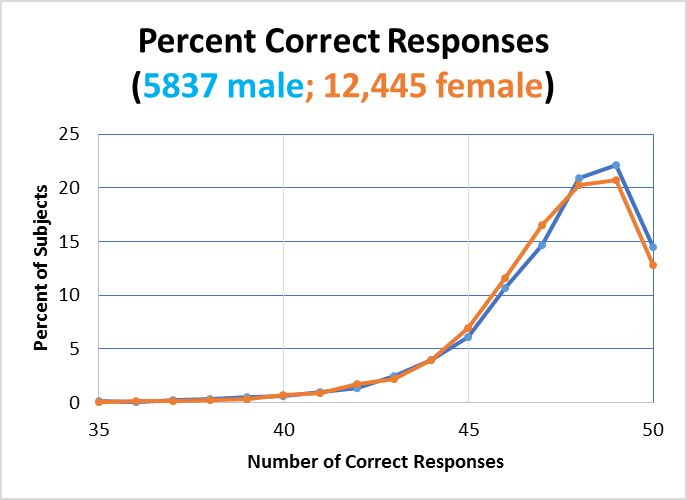 Percent Correct Responses
(5837 male; 12,445 female)
25
20
15
10
5
0
Percent of Subjects
35 40 45 50
Number of Correct Responses